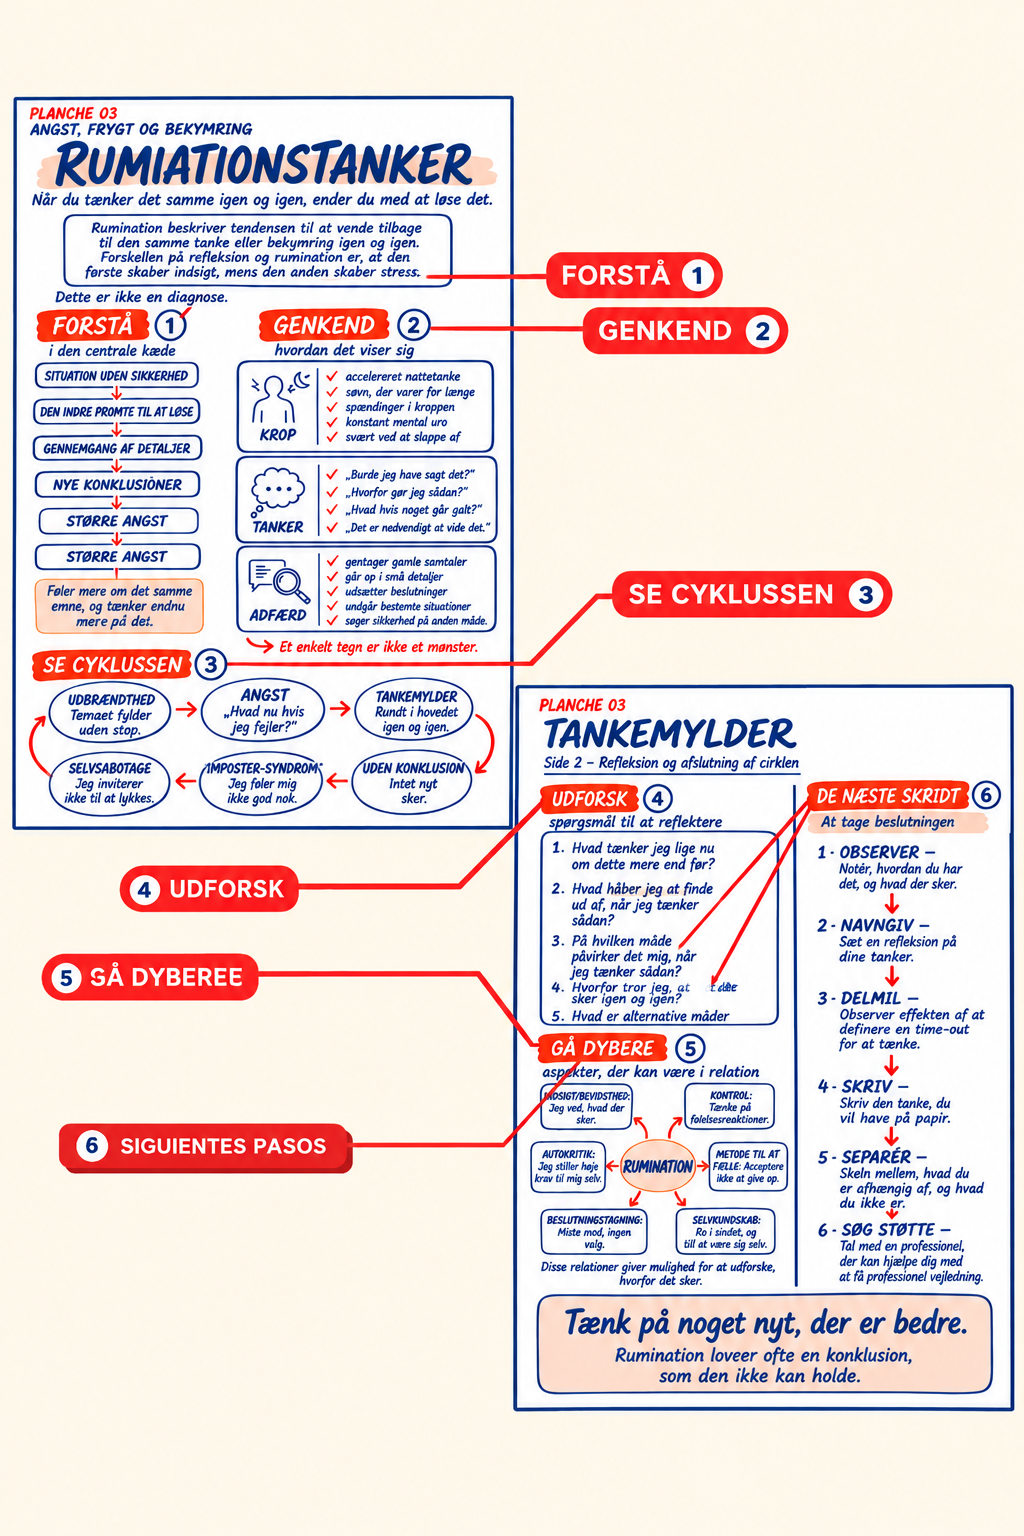 PLANCHE 03
ANGST, FRYGT OG BEKYMRING
RUMIATIONSTANKER
Når du tænker det samme igen og igen, ender du med at løse det.
Rumination beskriver tendensen til at vende tilbage
til den samme tanke eller bekymring igen og igen.
Forskellen på refleksion og rumination er, at den
første skaber indsigt, mens den anden skaber stress.
Dette er ikke en diagnose.
FORSTÅ 1
i den centrale kæde
SITUATION UDEN SIKKERHED
DEN INDRE PROMTE TIL AT LØSE
GENNEMGANG AF DETALJER
NYE KONKLUSIONER
STØRRE ANGST
STØRRE ANGST
Føler mere om det samme
emne, og tænker endnu
mere på det.
GENKEND 2
hvordan det viser sig
KROP
accelereret nattetanke
søvn, der varer for længe
spændinger i kroppen
konstant mental uro
svært ved at slappe af
TANKER
„Burde jeg have sagt det?"
„Hvorfor gør jeg sådan?"
„Hvad hvis noget går galt?"
„Det er nedvendigt at vide det."
ADFÆRD
gentager gamle samtaler
går op i små detaljer
udsætter beslutninger
undgår bestemte situationer
søger sikkerhed på anden måde.
Et enkelt tegn er ikke et mønster.
SE CYKLUSSEN 3
UDBRÆNDTHED
Temaet fylder
uden stop.
ANGST
„Hvad nu hvis
jeg fejler?"
TANKEMYLDER
Rundt i hovedet
igen og igen.
UDEN KONKLUSION
Intet nyt
sker.
"IMPOSTER-SYNDROM"
Jeg føler mig
ikke god nok.
SELVSABOTAGE
Jeg inviterer
ikke til at lykkes.
FORSTÅ 1
GENKEND 2
SE CYKLUSSEN 3
4 UDFORSK
5 GÅ DYBEREE
6 SIGUIENTES PASOS
PLANCHE 03
TANKEMYLDER
Side 2 – Refleksion og afslutning af cirklen
UDFORSK 4
spørgsmål til at reflektere
1. Hvad tænker jeg lige nu
om dette mere end før?
2. Hvad håber jeg at finde
ud af, når jeg tænker
sådan?
3. På hvilken måde
påvirker det mig, når
jeg tænker sådan?
4. Hvorfor tror jeg, at
sker igen og igen?
5. Hvad er alternative måder
GÅ DYBERE 5
aspekter, der kan være i relation
INDSIGT/BEVIDSTHED:
Jeg ved, hvad der
sker.
KONTROL:
Tænke på
følelsesreaktioner.
AUTOKRITIK:
Jeg stiller høje
krav til mig selv.
RUMINATION
METODE TIL AT
FÆLLE: Acceptere
ikke at give op.
BESLUTNINGSTAGNING:
Miste mod, ingen
valg.
SELVKUNDSKAB:
Ro i sindet, og
till at være sig selv.
Disse relationer giver mulighed for at udforske,
hvorfor det sker.
DE NÆSTE SKRIDT 6
At tage beslutningen
1 - OBSERVER –
Notér, hvordan du har
det, og hvad der sker.
2 - NAVNGIV –
Sæt en refleksion på
dine tanker.
3 - DELMIL –
Observer effekten af at
definere en time-out
for at tænke.
4 - SKRIV –
Skriv den tanke, du
vil have på papir.
5 - SEPARÉR –
Skeln mellem, hvad du
er afhængig af, og hvad
du ikke er.
6 - SØG STØTTE –
Tal med en professionel,
der kan hjælpe dig med
at få professionel vejledning.
Tænk på noget nyt, der er bedre.
Rumination loveer ofte en konklusion,
som den ikke kan holde.